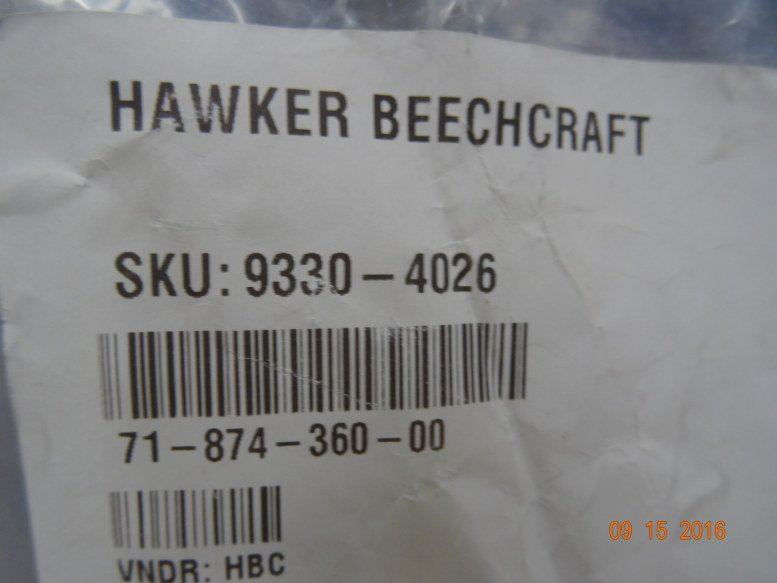 HAWKER BEECHCRAFT
SKU: 9330-4026
71-874-360-00
VNDR: HBC
09 15 2016